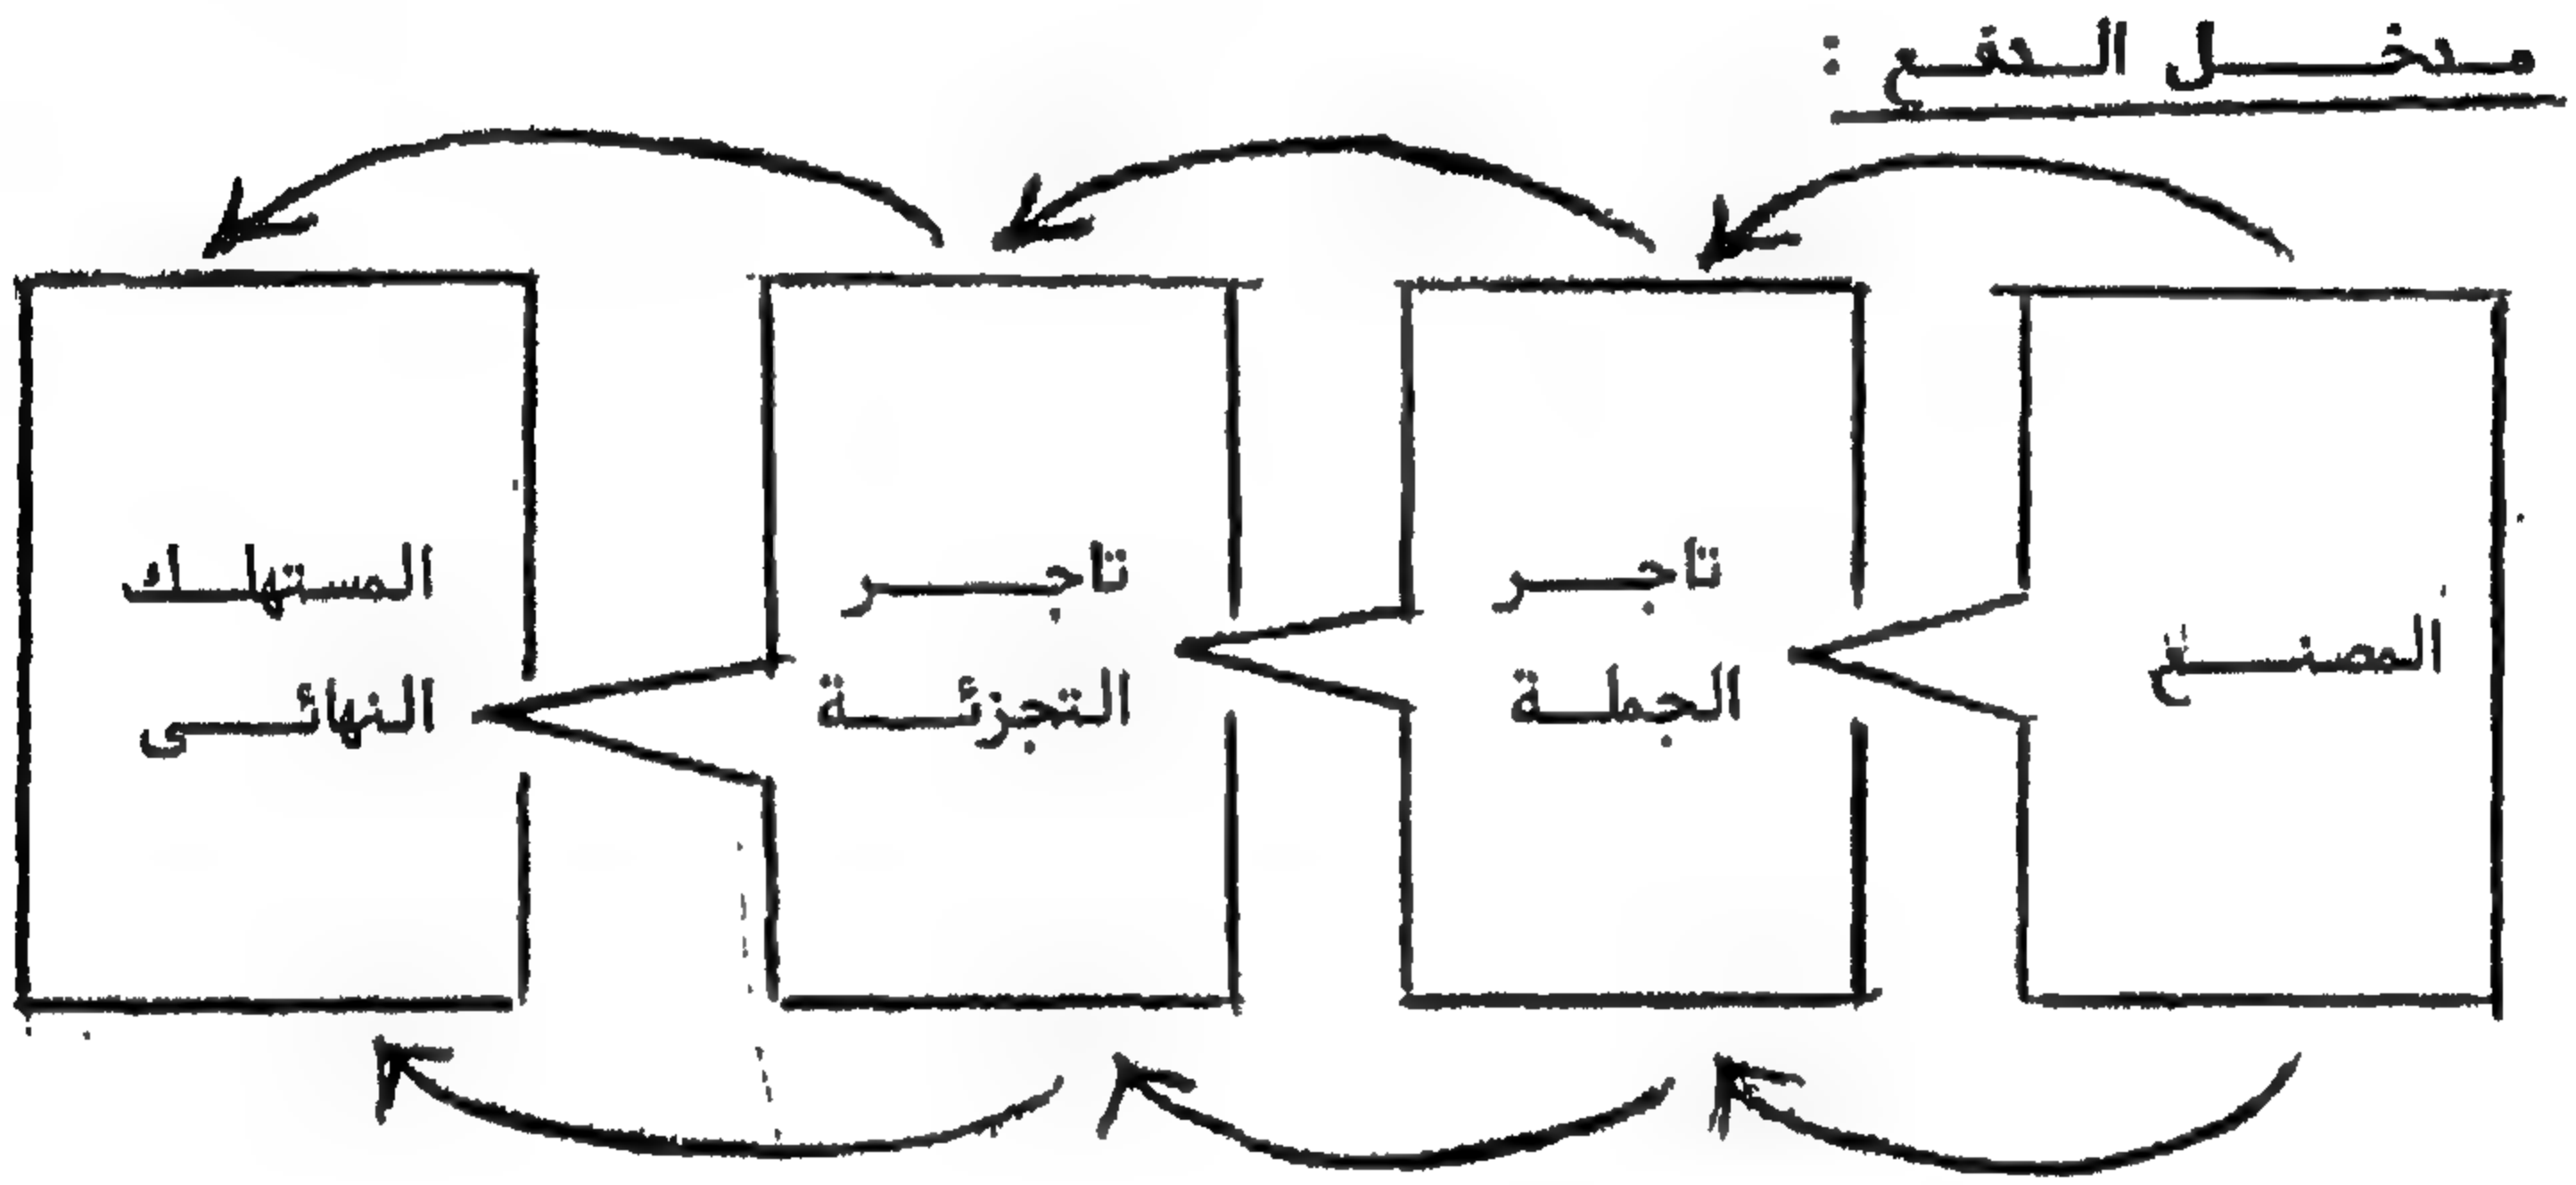 مدخل الدفع :
المصنع
تاجر
الجملة
تاجر
التجزئة
المستهلك
النهائى